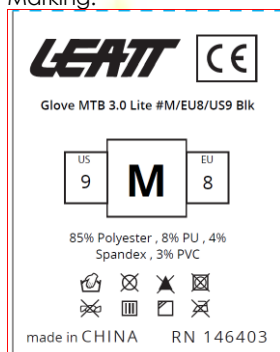 Marking:
LEATT CE
Glove MTB 3.0 Lite #M/EU8/US9 Blk
US
9
M
EU
8
85% Polyester , 8% PU , 4%
Spandex , 3% PVC
made in CHINA RN 146403